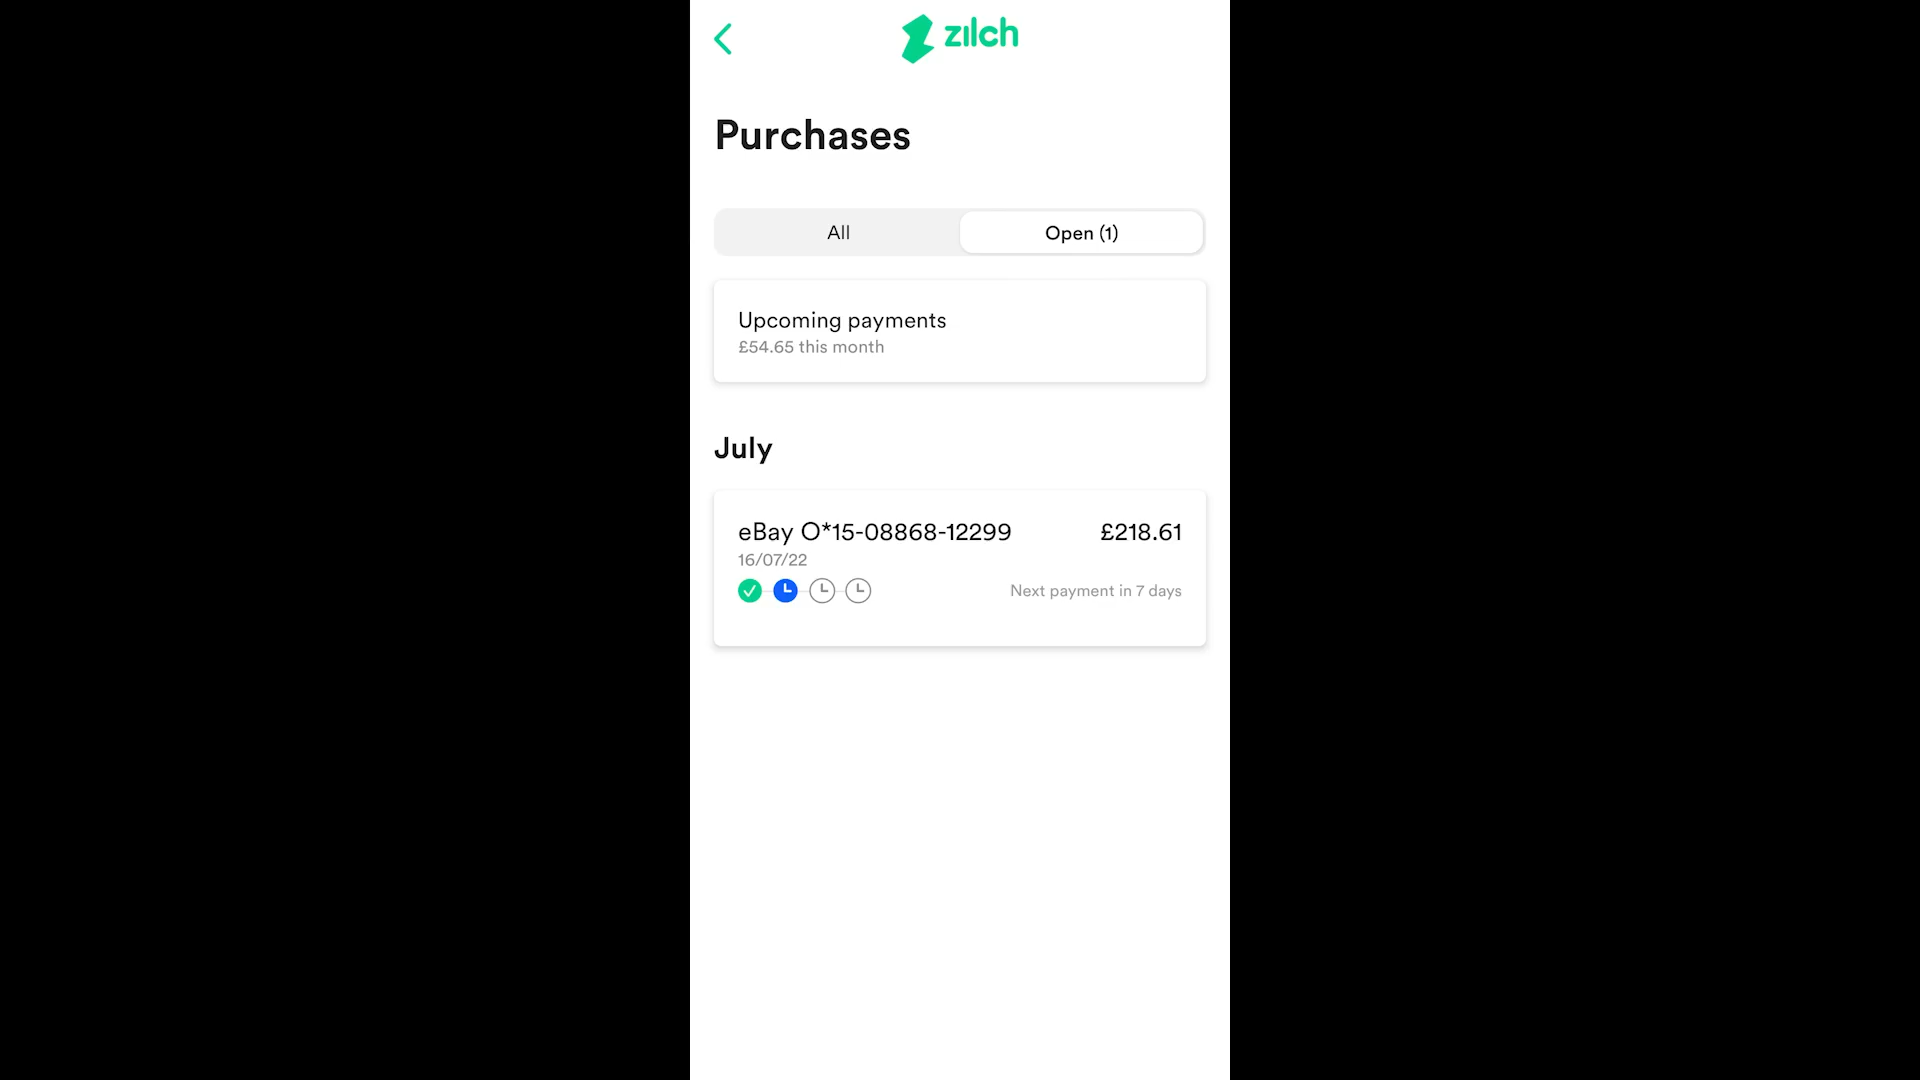 zilch
Purchases
All
Open (1)
Upcoming payments
£54.65 this month
July
eBay O*15-08868-12299
£218.61
16/07/22
Next payment in 7 days